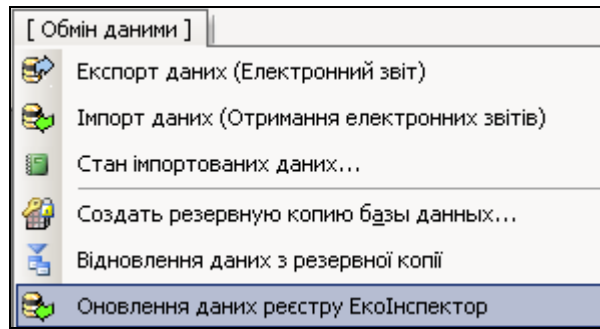 [ Обмін даними ]
Експорт даних (Електронний звіт)
Імпорт даних (Отримання електронних звітів)
Стан імпортованих даних...
Создать резервную копию базы данных...
Відновлення даних з резервної копії
Оновлення даних реєстру ЕкоІнспектор